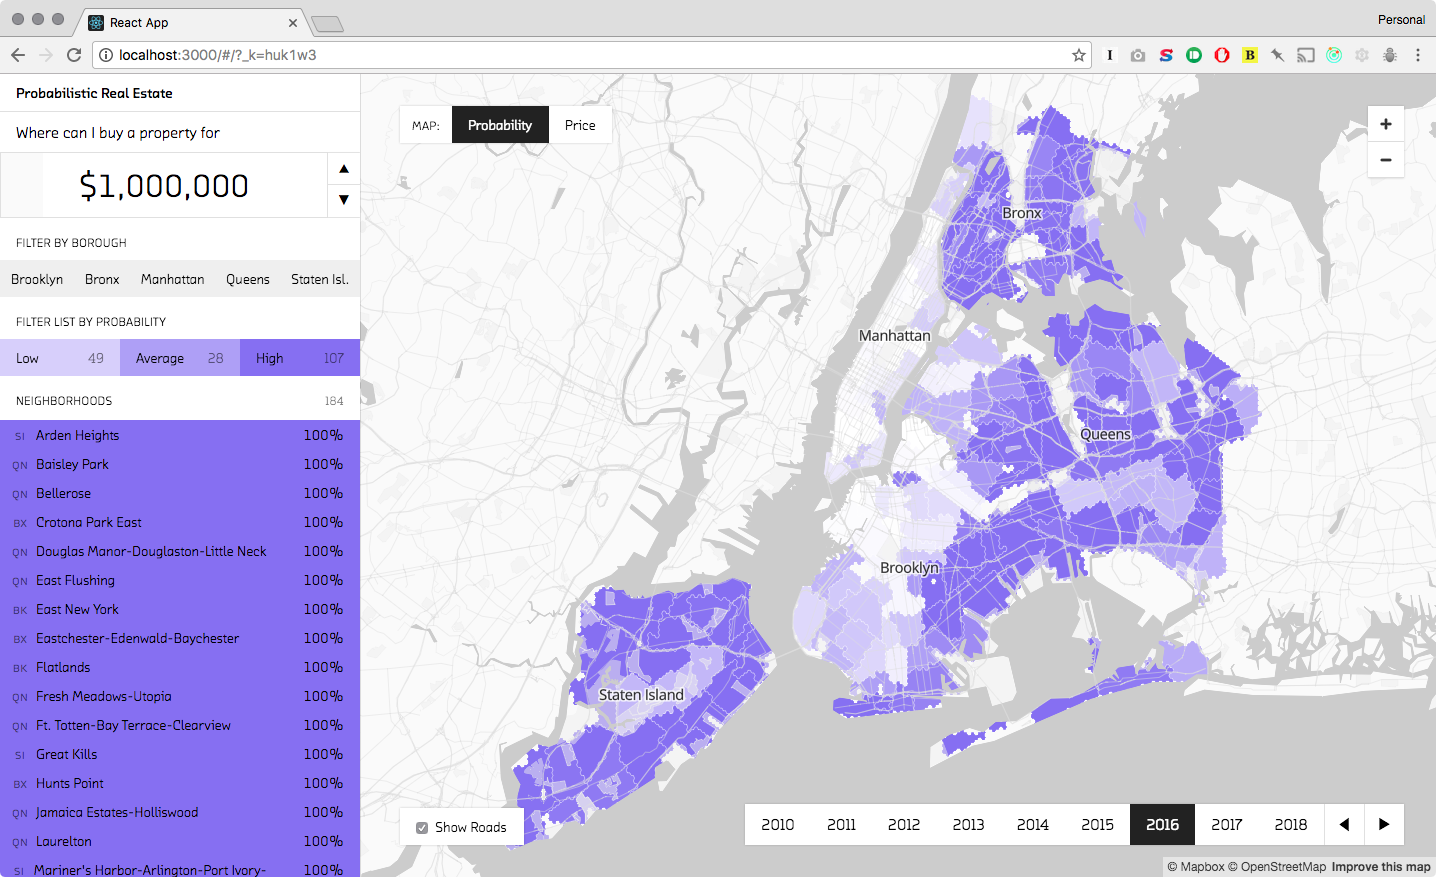 React App
Personal
localhost:3000/#/?_k=huk1w3
Probabilistic Real Estate
Where can I buy a property for
$1,000,000
FILTER BY BOROUGH
Brooklyn Bronx Manhattan Queens Staten Isl.
FILTER LIST BY PROBABILITY
Low 49 Average 28 High 107
NEIGHBORHOODS 184
SI Arden Heights 100%
QN Baisley Park 100%
QN Bellerose 100%
BX Crotona Park East 100%
QN Douglas Manor-Douglaston-Little Neck 100%
QN East Flushing 100%
BK East New York 100%
BX Eastchester-Edenwald-Baychester 100%
BK Flatlands 100%
QN Fresh Meadows-Utopia 100%
QN Ft. Totten-Bay Terrace-Clearview 100%
SI Great Kills 100%
BX Hunts Point 100%
QN Jamaica Estates-Holliswood 100%
QN Laurelton 100%
SI Mariner's Harbor-Arlington-Port Ivory- 100%
MAP: Probability Price
+
−
Bronx
Manhattan
Queens
Brooklyn
Staten Island
Show Roads
2010 2011 2012 2013 2014 2015 2016 2017 2018
© Mapbox © OpenStreetMap Improve this map